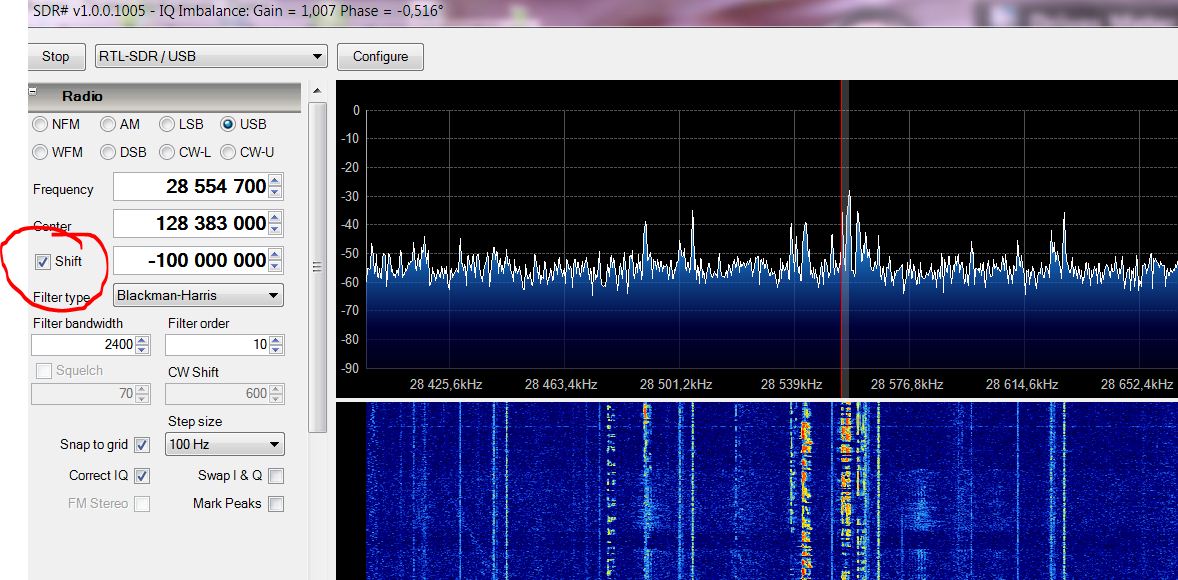 SDR# v1.0.0.1005 - IQ Imbalance: Gain = 1,007 Phase = -0,516°
Stop RTL-SDR / USB Configure
Radio
NFM AM LSB USB
WFM DSB CW-L CW-U
Frequency 28 554 700
Center 128 383 000
Shift -100 000 000
Filter type Blackman-Harris
Filter bandwidth Filter order
2400 10
Squelch CW Shift
70 600
Step size
Snap to grid 100 Hz
Correct IQ Swap I & Q
FM Stereo Mark Peaks
0
-10
-20
-30
-40
-50
-60
-70
-80
-90
28 425,6kHz 28 463,4kHz 28 501,2kHz 28 539kHz 28 576,8kHz 28 614,6kHz 28 652,4kHz